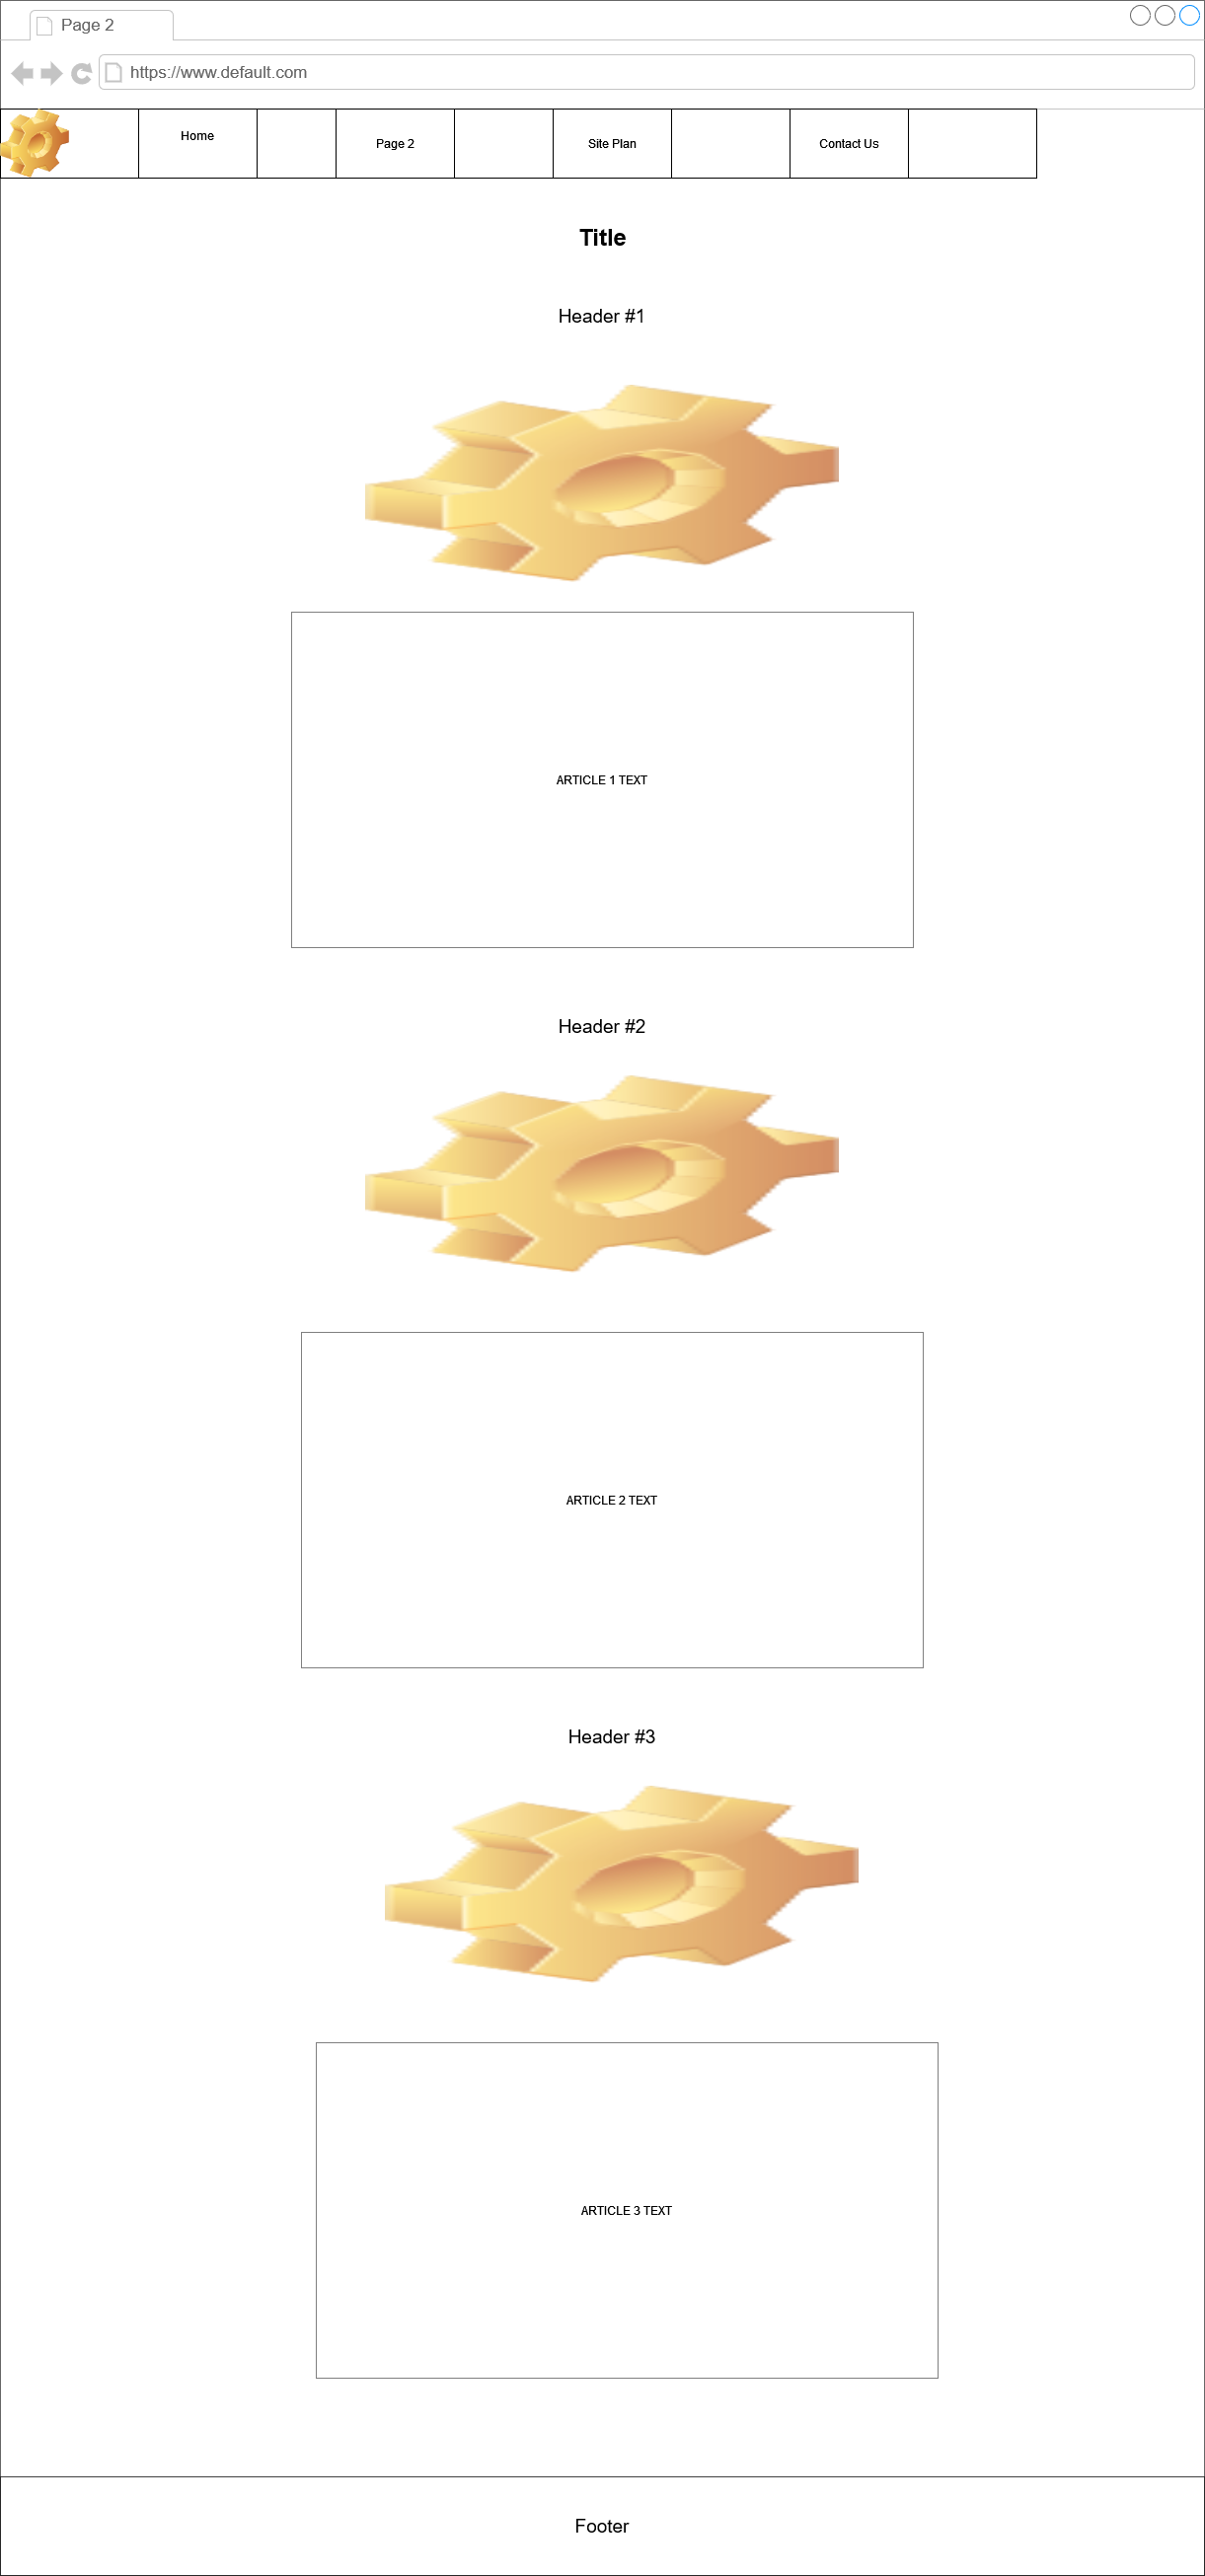 Page 2
https://www.default.com
Home
Page 2
Site Plan
Contact Us
Title
Header #1
ARTICLE 1 TEXT
Header #2
ARTICLE 2 TEXT
Header #3
ARTICLE 3 TEXT
Footer